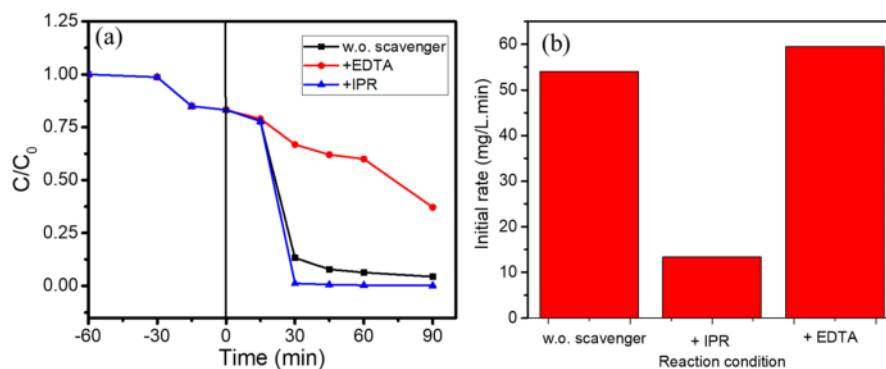 (a)
w.o. scavenger
+EDTA
+IPR
1.25
1.00
0.75
0.50
0.25
0.00
C/C0
-60 -30 0 30 60 90
Time (min)
(b)
60
50
40
30
20
10
0
Initial rate (mg/L.min)
w.o. scavenger + IPR + EDTA
Reaction condition